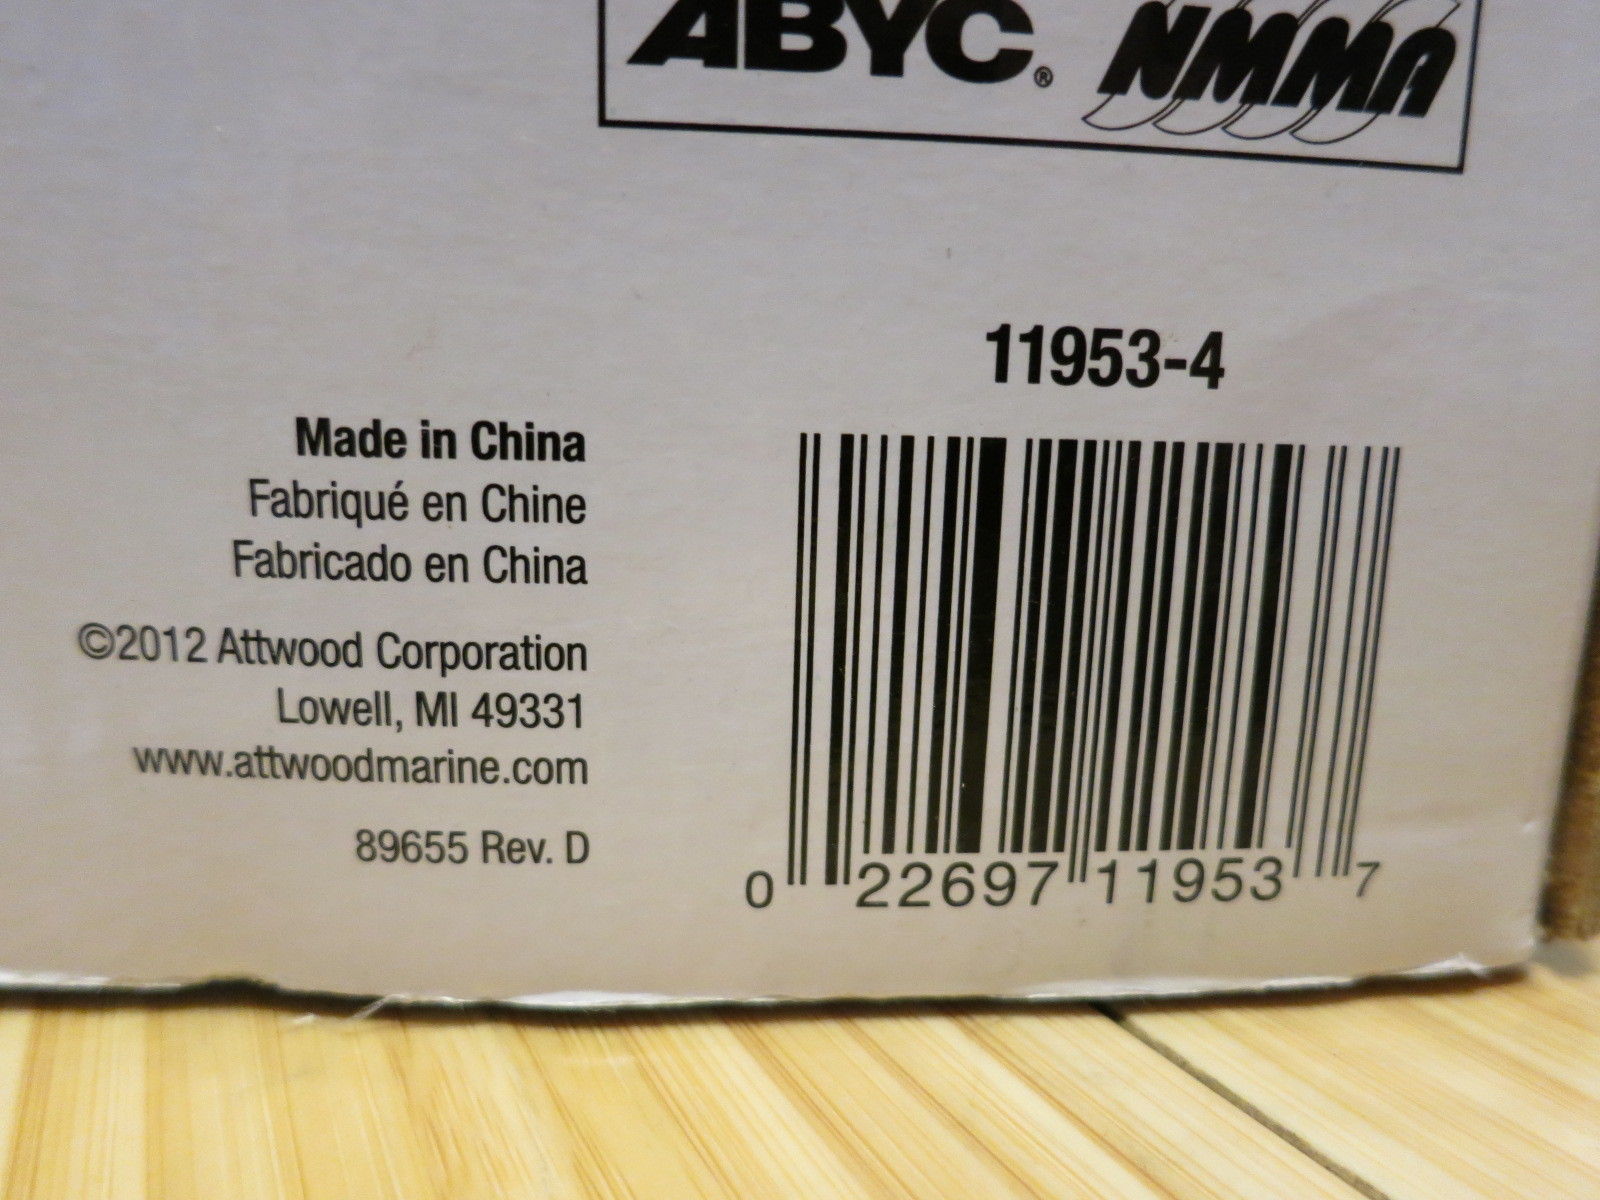 ABYC® NMMA
11953-4
Made in China
Fabriqué en Chine
Fabricado en China
©2012 Attwood Corporation
Lowell, MI 49331
www.attwoodmarine.com
89655 Rev. D
0 22697 11953 7